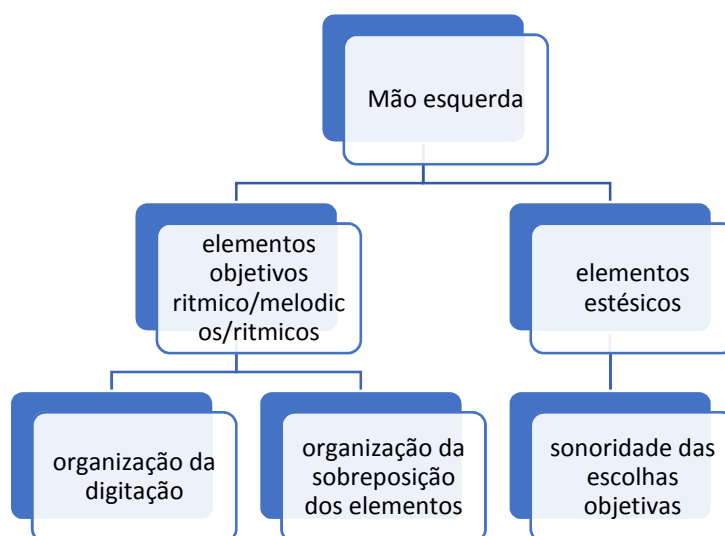 Mão esquerda
elementos
objetivos
ritmico/melodic
os/ritmicos
elementos
estésicos
organização da
digitação
organização da
sobreposição
dos elementos
sonoridade das
escolhas
objetivas